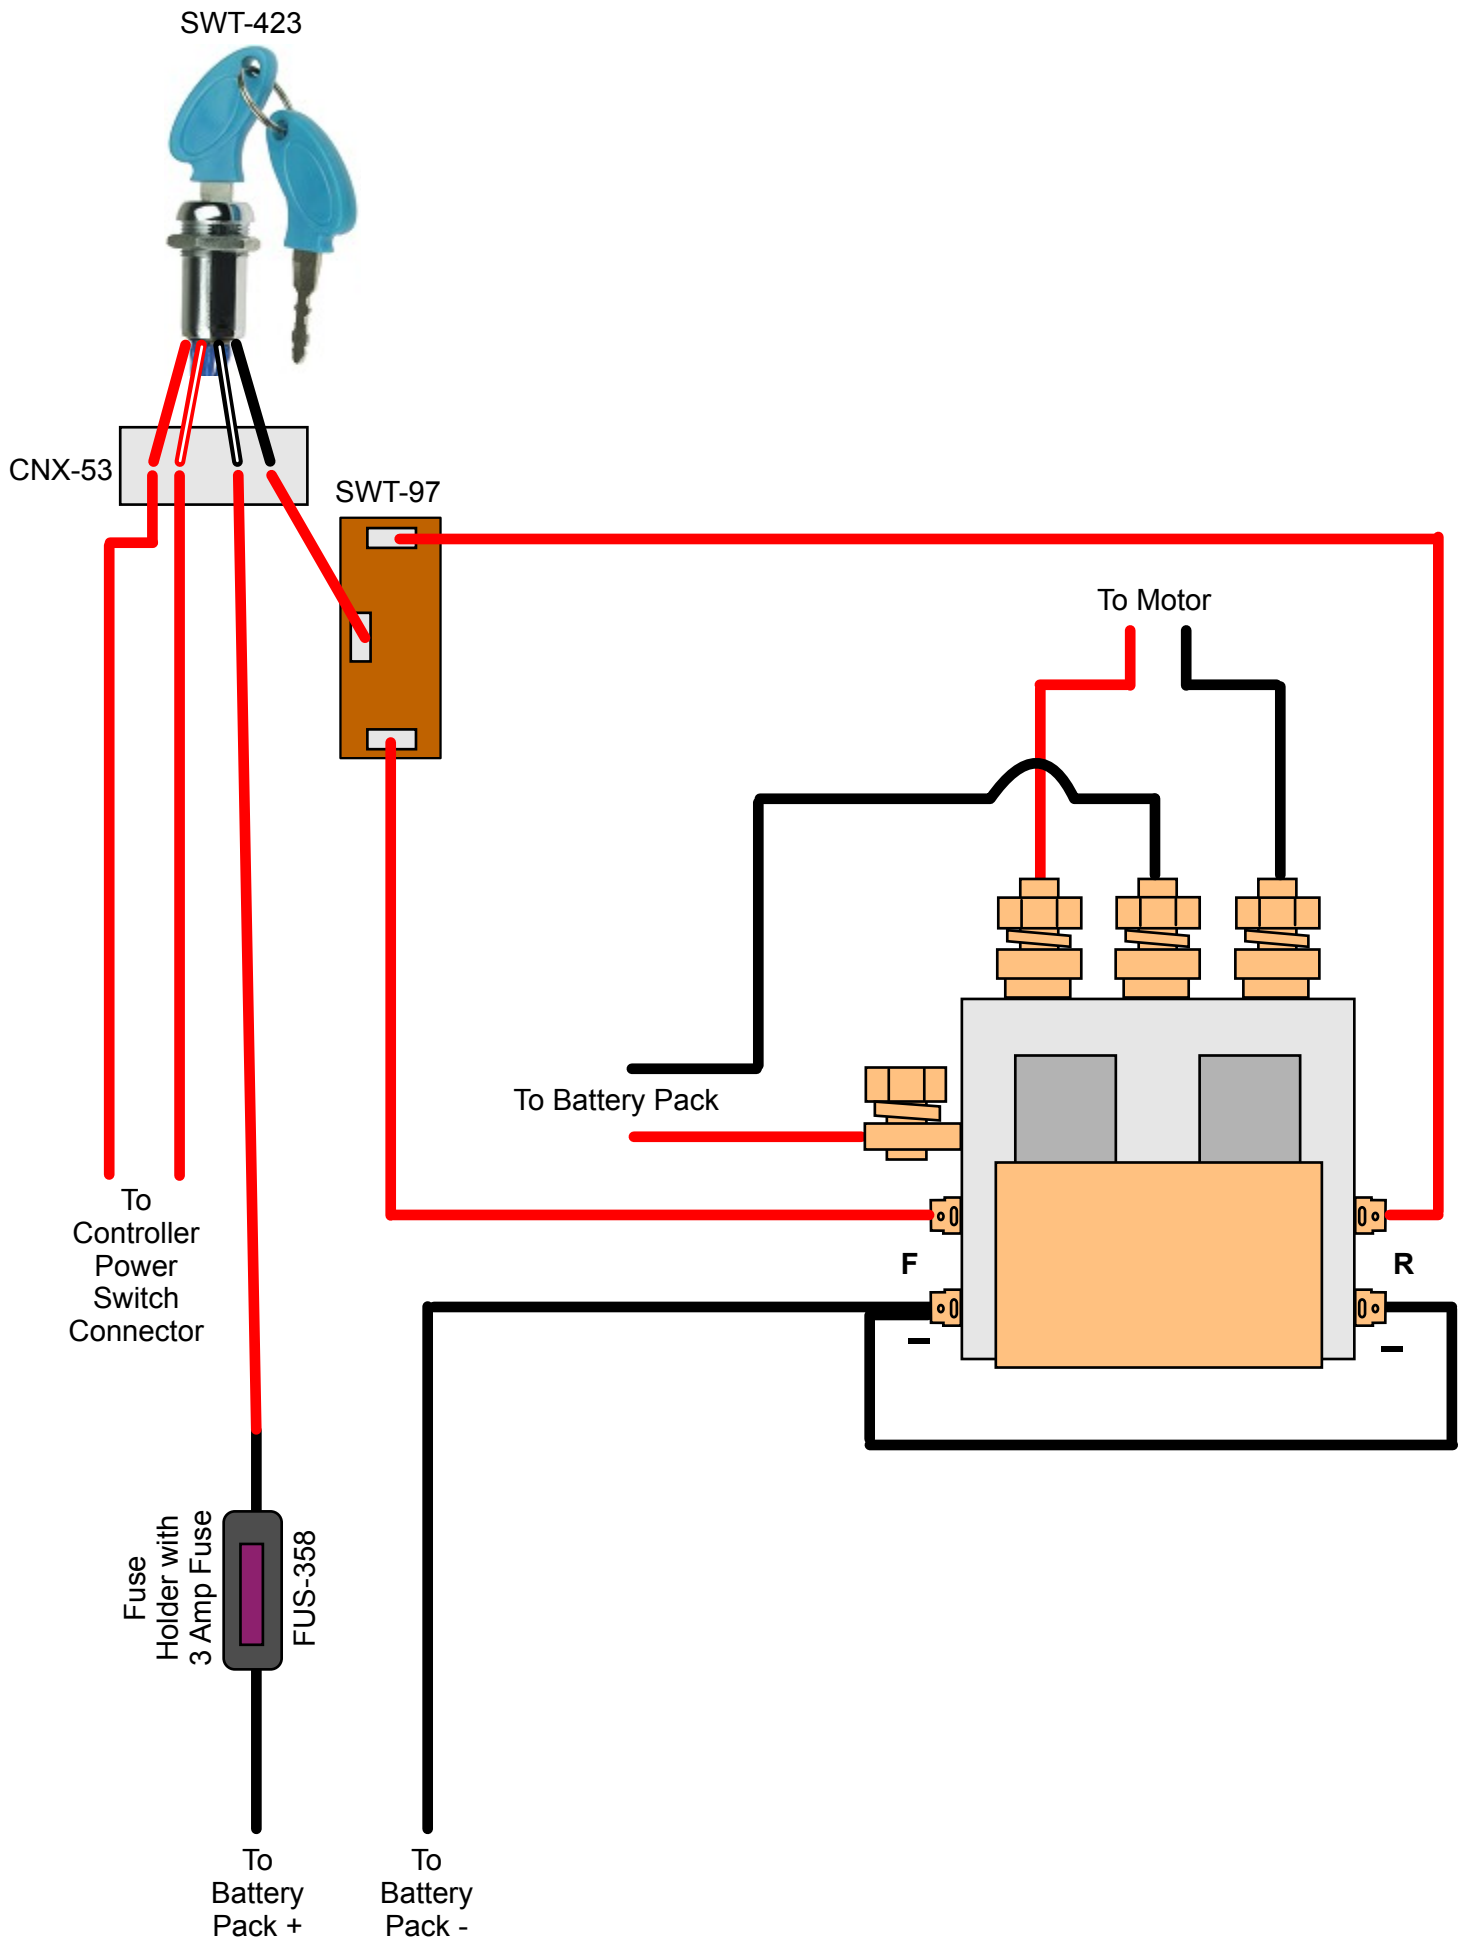 SWT-423
CNX-53
SWT-97
To Motor
To Battery Pack
To
Controller
Power
Switch
Connector
F
R
–
–
Fuse
Holder with
3 Amp Fuse
FUS-358
To
Battery
Pack +
To
Battery
Pack -